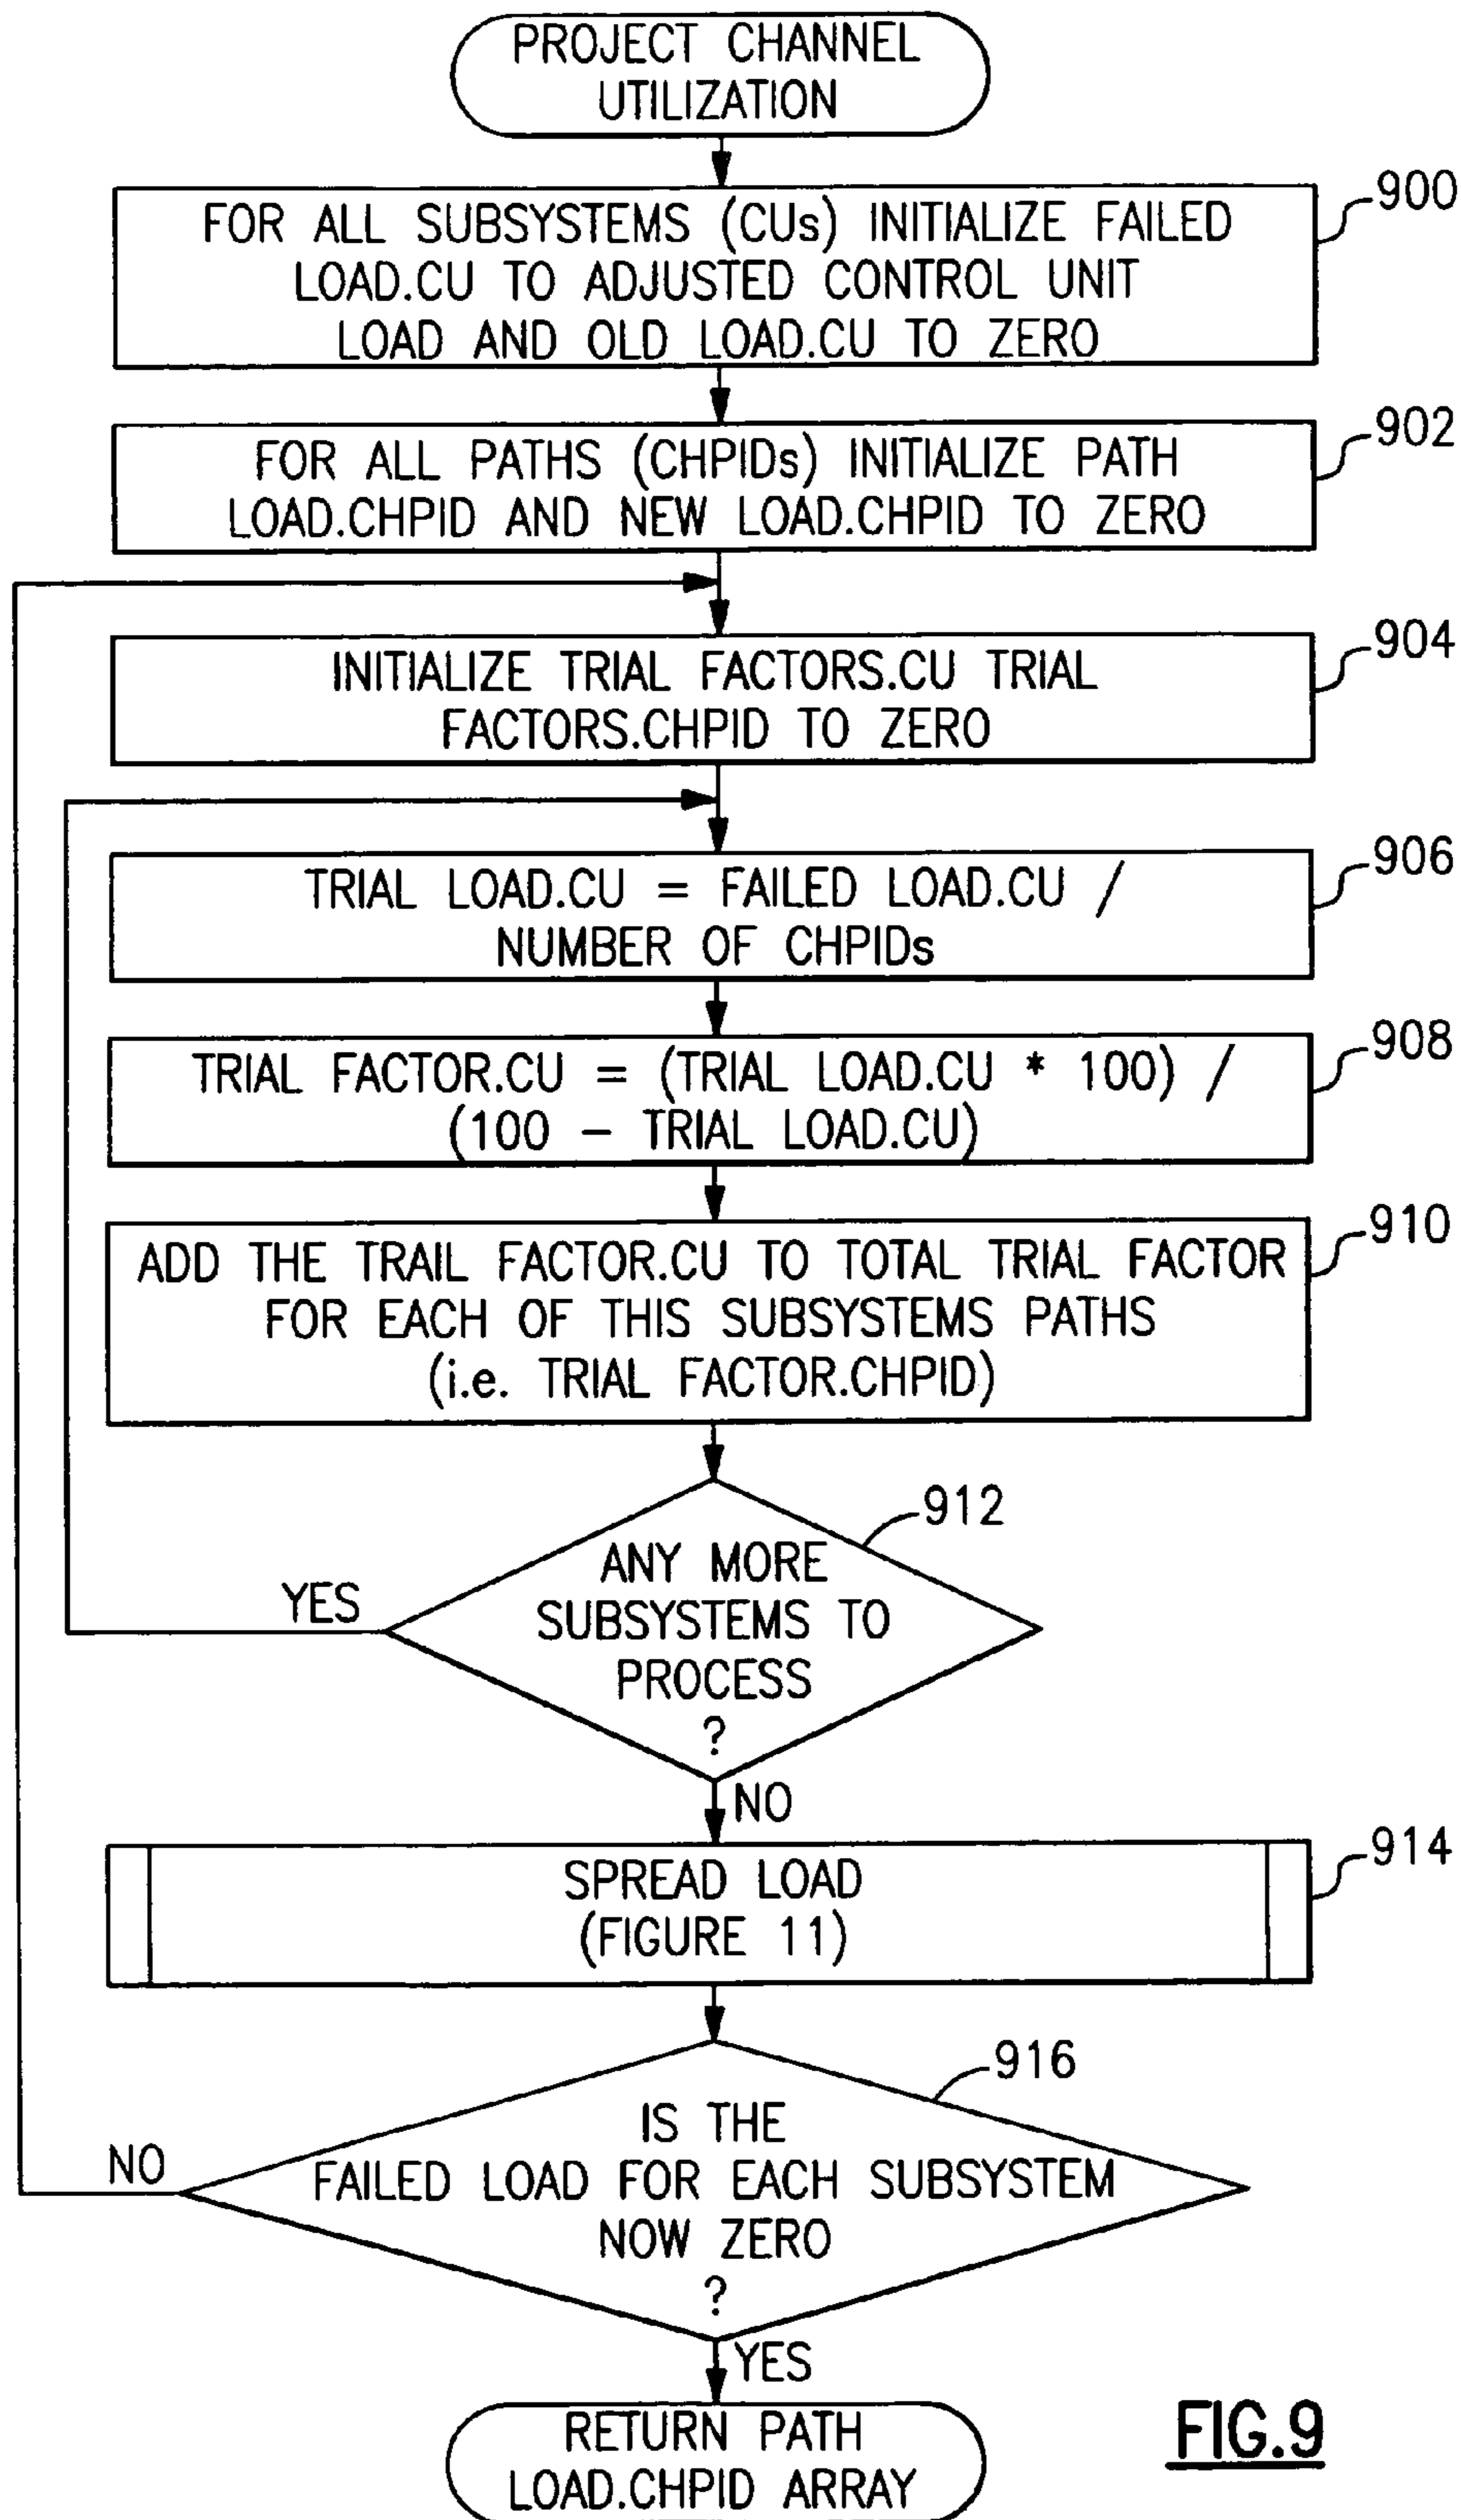 PROJECT CHANNEL
UTILIZATION
900
FOR ALL SUBSYSTEMS (CUs) INITIALIZE FAILED
LOAD.CU TO ADJUSTED CONTROL UNIT
LOAD AND OLD LOAD.CU TO ZERO
902
FOR ALL PATHS (CHPIDs) INITIALIZE PATH
LOAD.CHPID AND NEW LOAD.CHPID TO ZERO
904
INITIALIZE TRIAL FACTORS.CU TRIAL
FACTORS.CHPID TO ZERO
906
TRIAL LOAD.CU = FAILED LOAD.CU /
NUMBER OF CHPIDs
908
TRIAL FACTOR.CU = (TRIAL LOAD.CU * 100) /
(100 - TRIAL LOAD.CU)
910
ADD THE TRAIL FACTOR.CU TO TOTAL TRIAL FACTOR
FOR EACH OF THIS SUBSYSTEMS PATHS
(i.e. TRIAL FACTOR.CHPID)
912
ANY MORE
SUBSYSTEMS TO
PROCESS
?
YES
NO
914
SPREAD LOAD
(FIGURE 11)
916
IS THE
FAILED LOAD FOR EACH SUBSYSTEM
NOW ZERO
?
NO
YES
RETURN PATH
LOAD.CHPID ARRAY
FIG.9